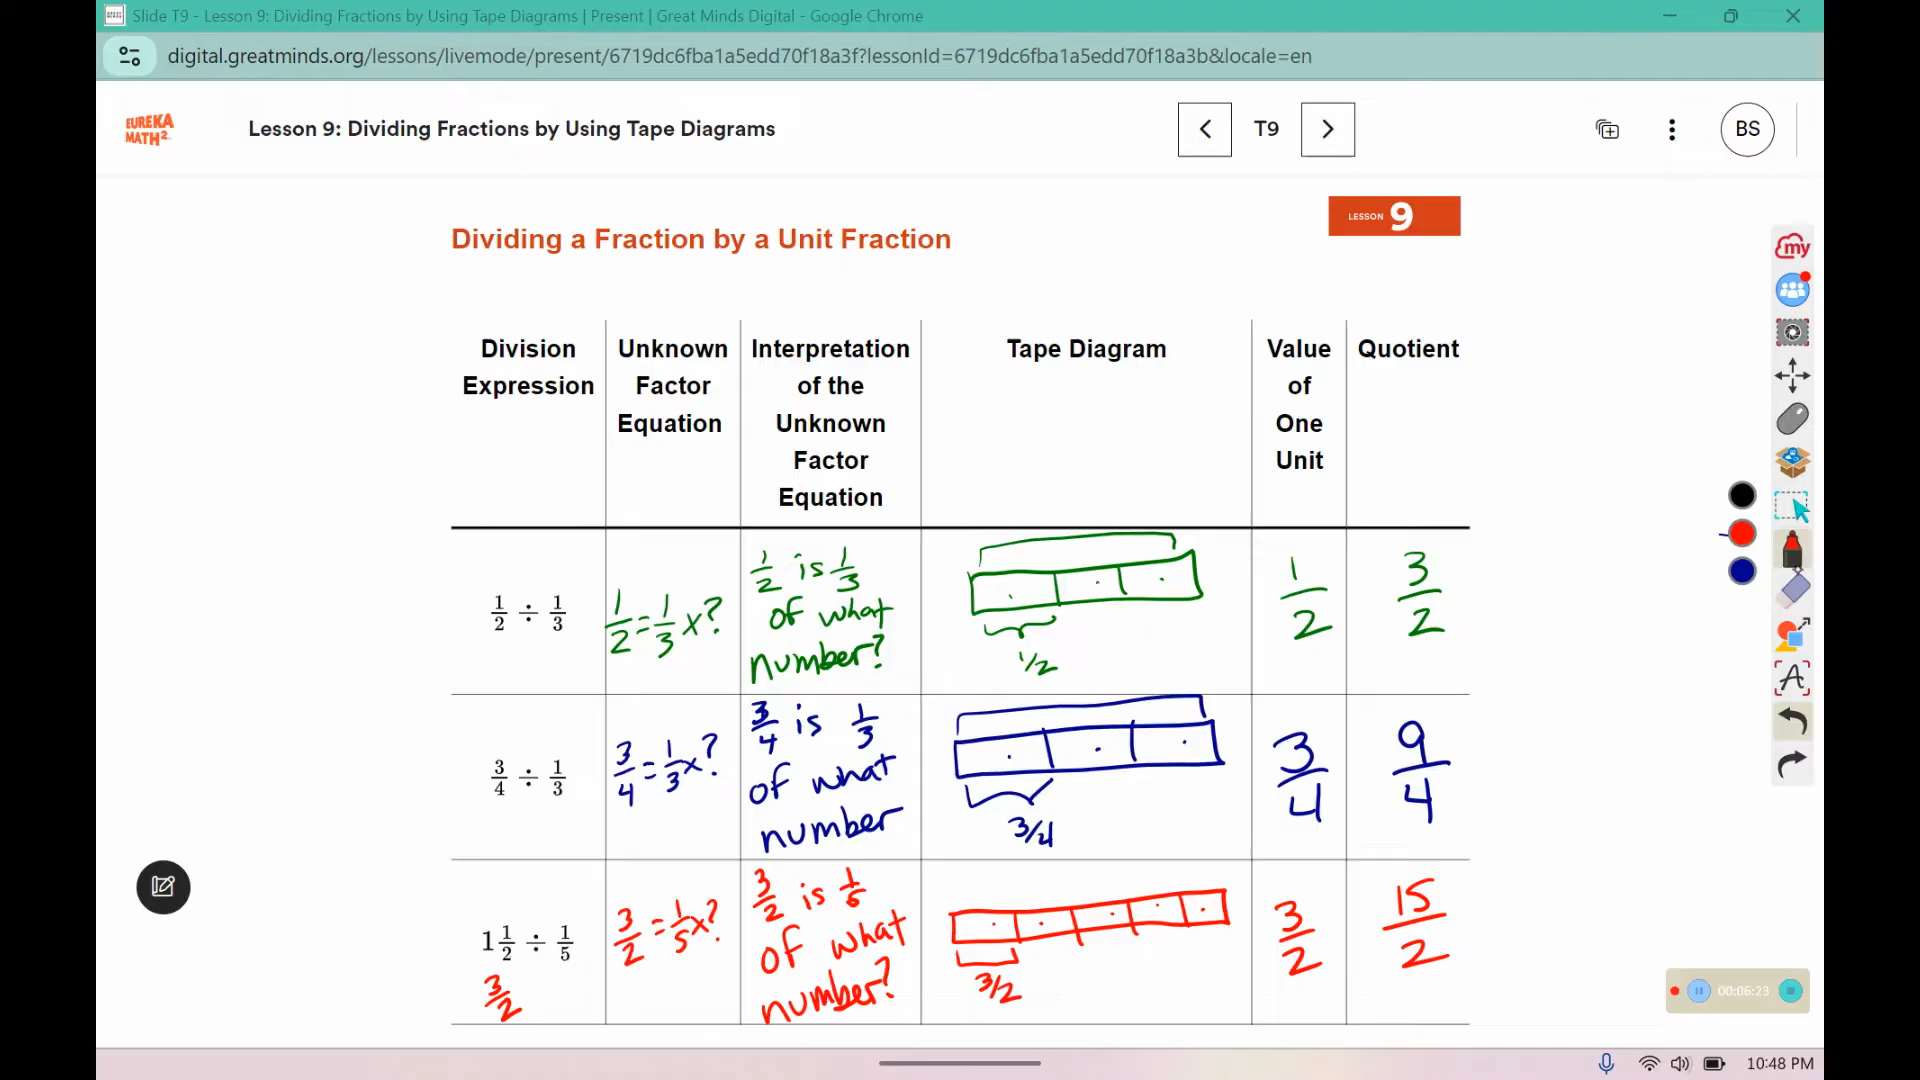 Slide T9 - Lesson 9: Dividing Fractions by Using Tape Diagrams | Present | Great Minds Digital - Google Chrome
digital.greatminds.org/lessons/livemode/present/6719dc6fba1a5edd70f18a3f?lessonId=6719dc6fba1a5edd70f18a3b&locale=en
EUREKA
MATH²
Lesson 9: Dividing Fractions by Using Tape Diagrams
T9
BS
LESSON 9
Dividing a Fraction by a Unit Fraction
my
Division
Expression
Unknown
Factor
Equation
Interpretation
of the
Unknown
Factor
Equation
Tape Diagram
Value
of
One
Unit
Quotient
1/2 ÷ 1/3
1/2 = 1/3 x?
1/2 is 1/3
of what
number?
1/2
1/2
3/2
3/4 ÷ 1/3
3/4 = 1/3 x?
3/4 is 1/3
of what
number
3/4
3/4
9/4
1 1/2 ÷ 1/5
3/2
3/2 = 1/5 x?
3/2 is
of what
number?
3/2
3/2
15/2
A
00:06:23
10:48 PM